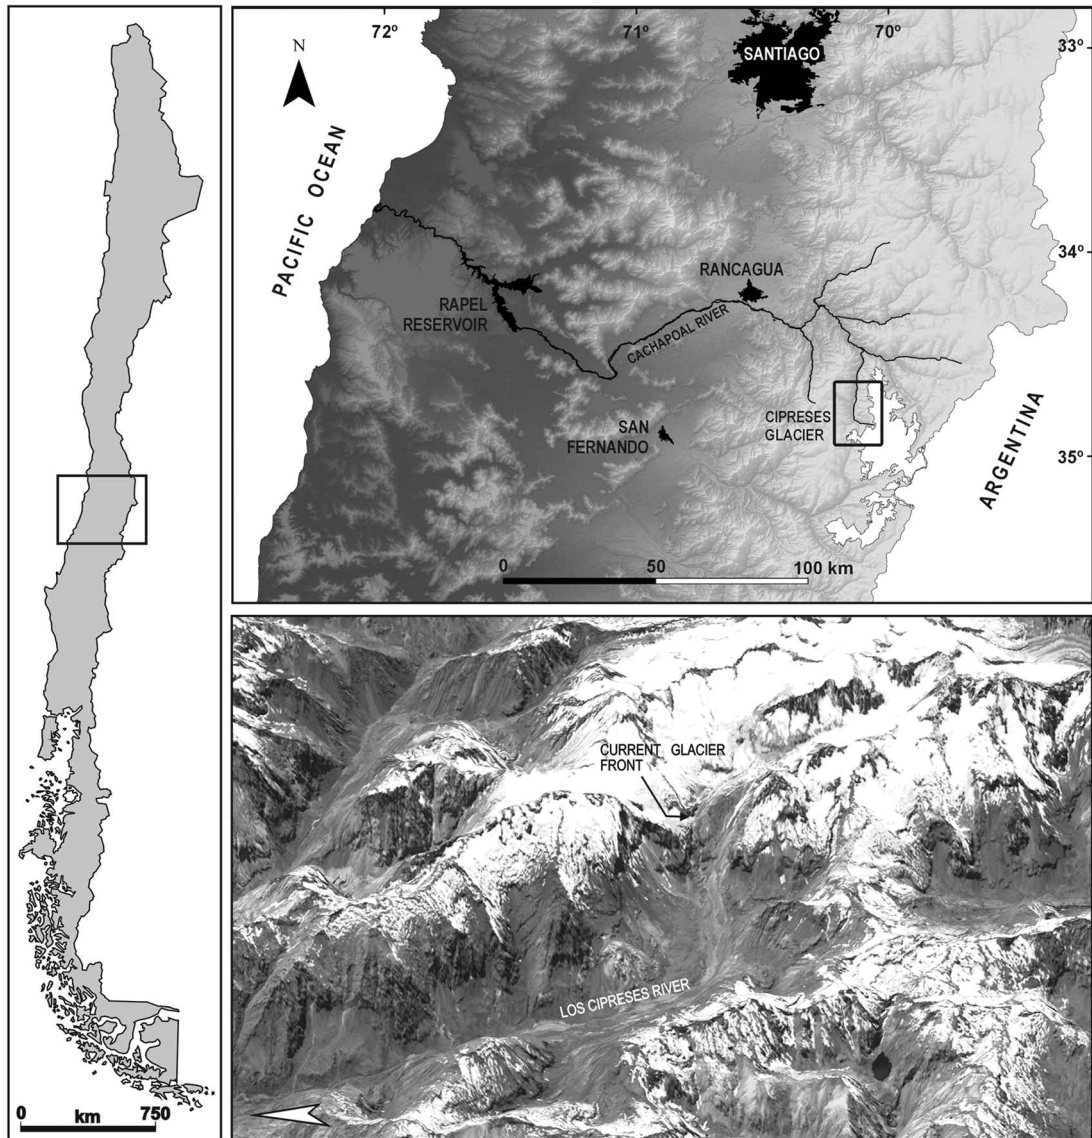 0 750
km
72º 71º 70º
33º
34º
35º
N
SANTIAGO
PACIFIC OCEAN
RANCAGUA
RAPEL
RESERVOIR
CACHAPOAL RIVER
SAN
FERNANDO
CIPRESES
GLACIER
ARGENTINA
0 50 100 km
CURRENT GLACIER
FRONT
LOS CIPRESES RIVER